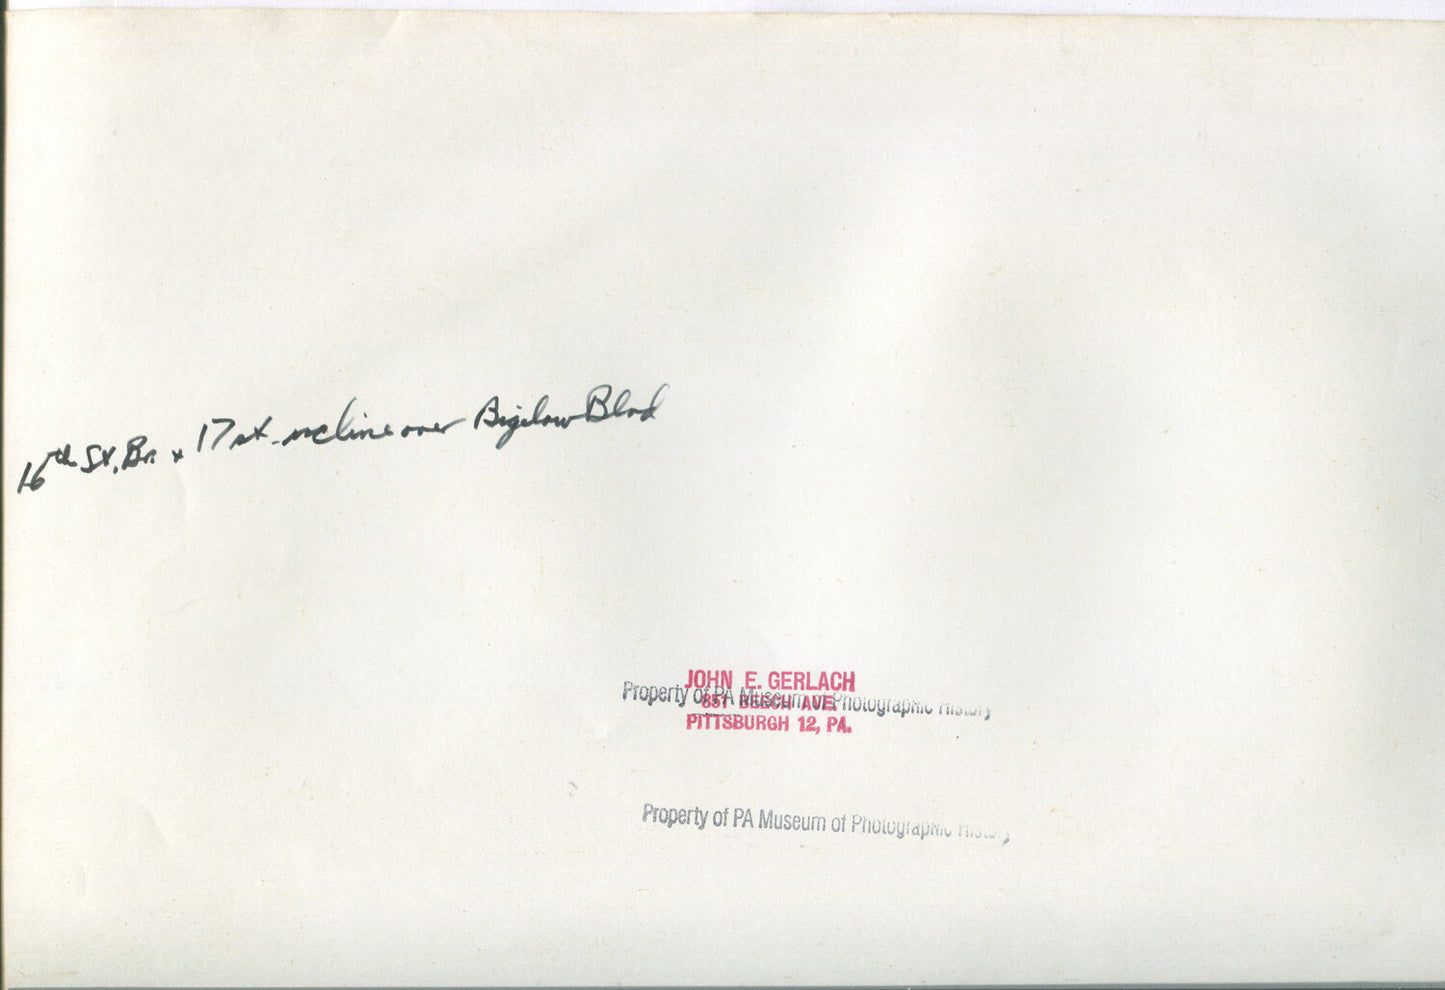 16th St. Br. & 17 st. incline over Bigelow Blvd
JOHN E. GERLACH
Property of PA Museum of Photographic History
857 BEECH AVE.
PITTSBURGH 12, PA.
Property of PA Museum of Photographic History